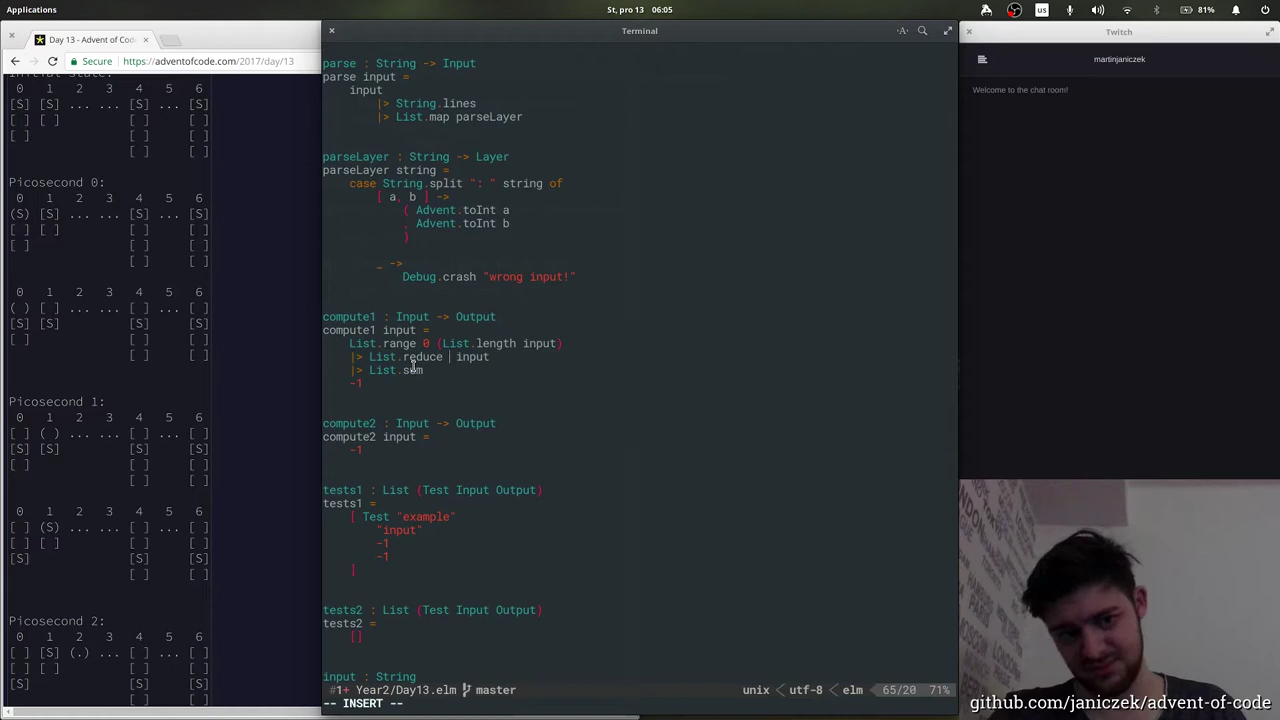 Applications
St, pro 13 06:05
us
81%
Day 13 - Advent of Cod
Secure https://adventofcode.com/2017/day/13
Initial state:
0 1 2 3 4 5 6
[S] [S] ... ... [S] ... [S]
[ ] [ ] [ ] [ ]
[ ] [ ] [ ]
[ ] [ ]
Picosecond 0:
0 1 2 3 4 5 6
(S) [S] ... ... [S] ... [S]
[ ] [ ] [ ] [ ]
[ ] [ ] [ ]
[ ] [ ]
0 1 2 3 4 5 6
( ) [ ] ... ... [ ] ... [ ]
[S] [S] [S] [S]
[ ] [ ] [ ]
[ ] [ ]
Picosecond 1:
0 1 2 3 4 5 6
[ ] ( ) ... ... [ ] ... [ ]
[S] [S] [S] [S]
[ ] [ ] [ ]
[ ] [ ]
0 1 2 3 4 5 6
[ ] (S) ... ... [ ] ... [ ]
[ ] [ ] [ ] [ ]
[S] [S] [S]
[ ] [ ]
Picosecond 2:
0 1 2 3 4 5 6
[ ] [S] (.) ... [ ] ... [ ]
[ ] [ ] [ ] [ ]
[S] [S] [S]
[ ] [ ]
Terminal
parse : String -> Input
parse input =
input
|> String.lines
|> List.map parseLayer
parseLayer : String -> Layer
parseLayer string =
case String.split ": " string of
[ a, b ] ->
( Advent.toInt a
, Advent.toInt b
)
_ ->
Debug.crash "wrong input!"
compute1 : Input -> Output
compute1 input =
List.range 0 (List.length input)
|> List.reduce input
|> List.sum
-1
compute2 : Input -> Output
compute2 input =
-1
tests1 : List (Test Input Output)
tests1 =
[ Test "example"
"input"
-1
-1
]
tests2 : List (Test Input Output)
tests2 =
[]
input : String
#1+ Year2/Day13.elm master unix utf-8 elm 65/20 71%
-- INSERT --
Twitch
martinjaniczek
Welcome to the chat room!
github.com/janiczek/advent-of-code